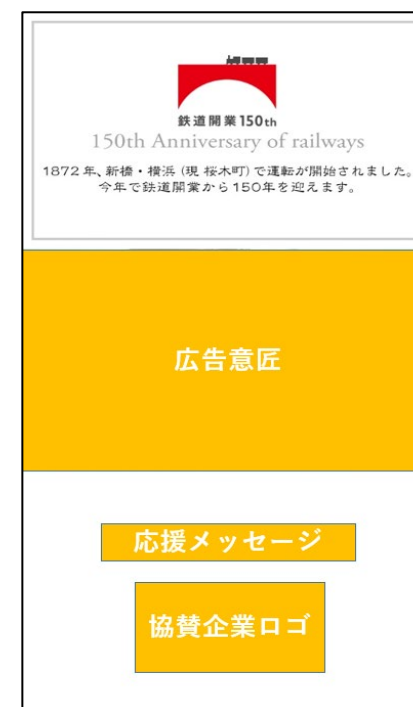 鉄道開業150th
150th Anniversary of railways
1872年、新橋・横浜（現 桜木町）で運転が開始されました。
今年で鉄道開業から150年を迎えます。
広告意匠
応援メッセージ
協賛企業ロゴ